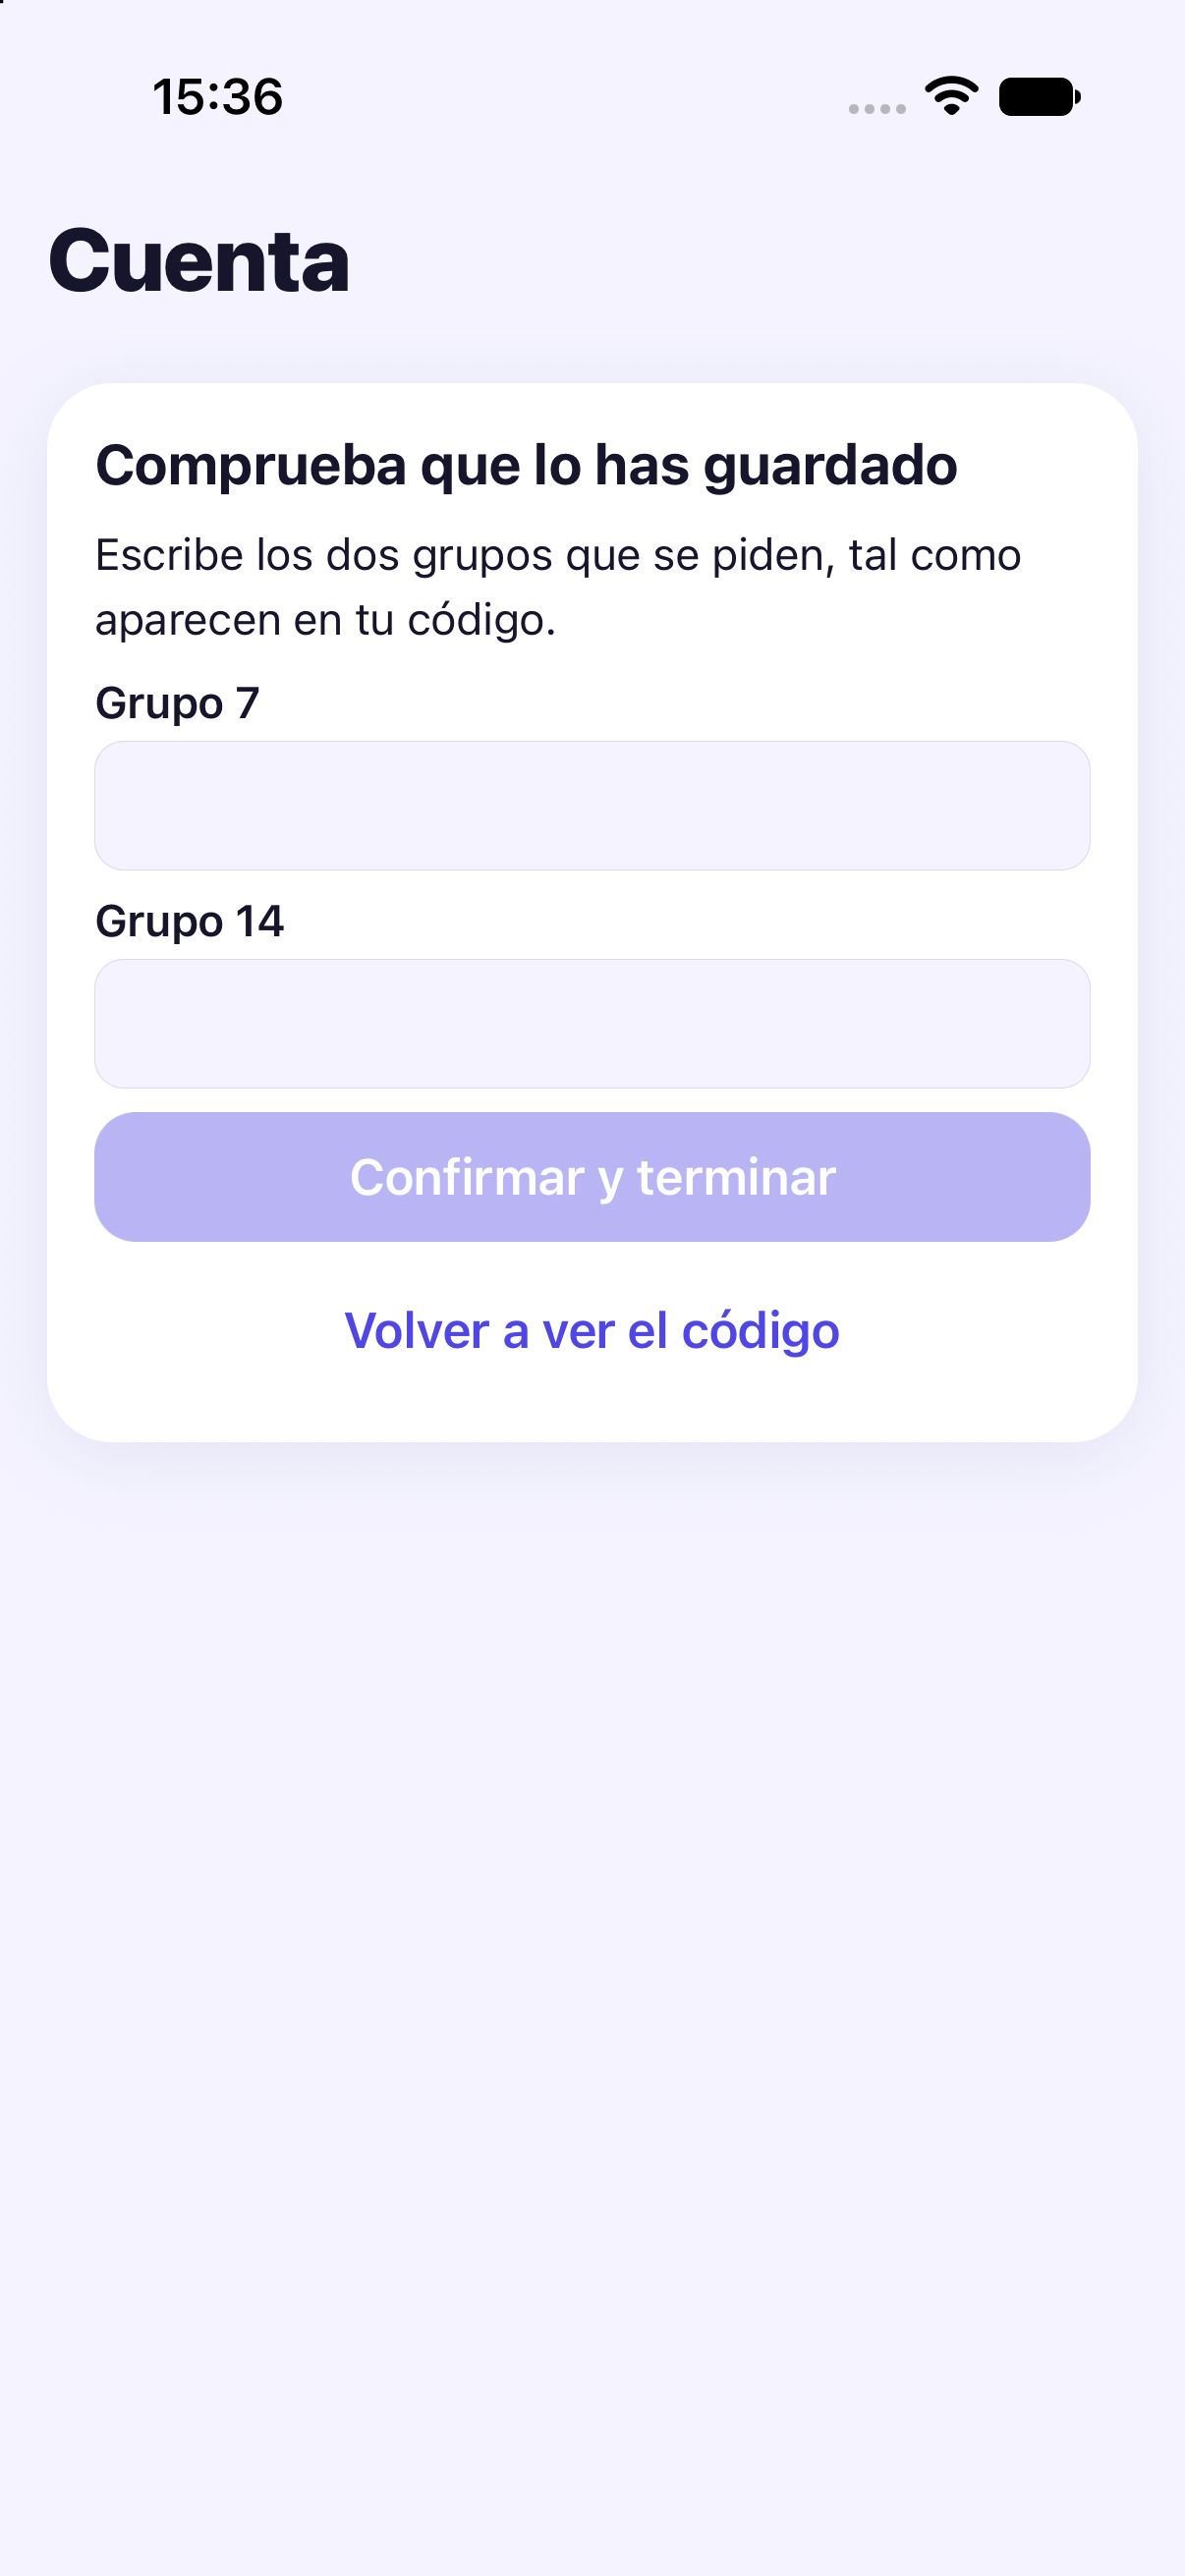 15:36
Cuenta
Comprueba que lo has guardado
Escribe los dos grupos que se piden, tal como
aparecen en tu código.
Grupo 7
Grupo 14
Confirmar y terminar
Volver a ver el código